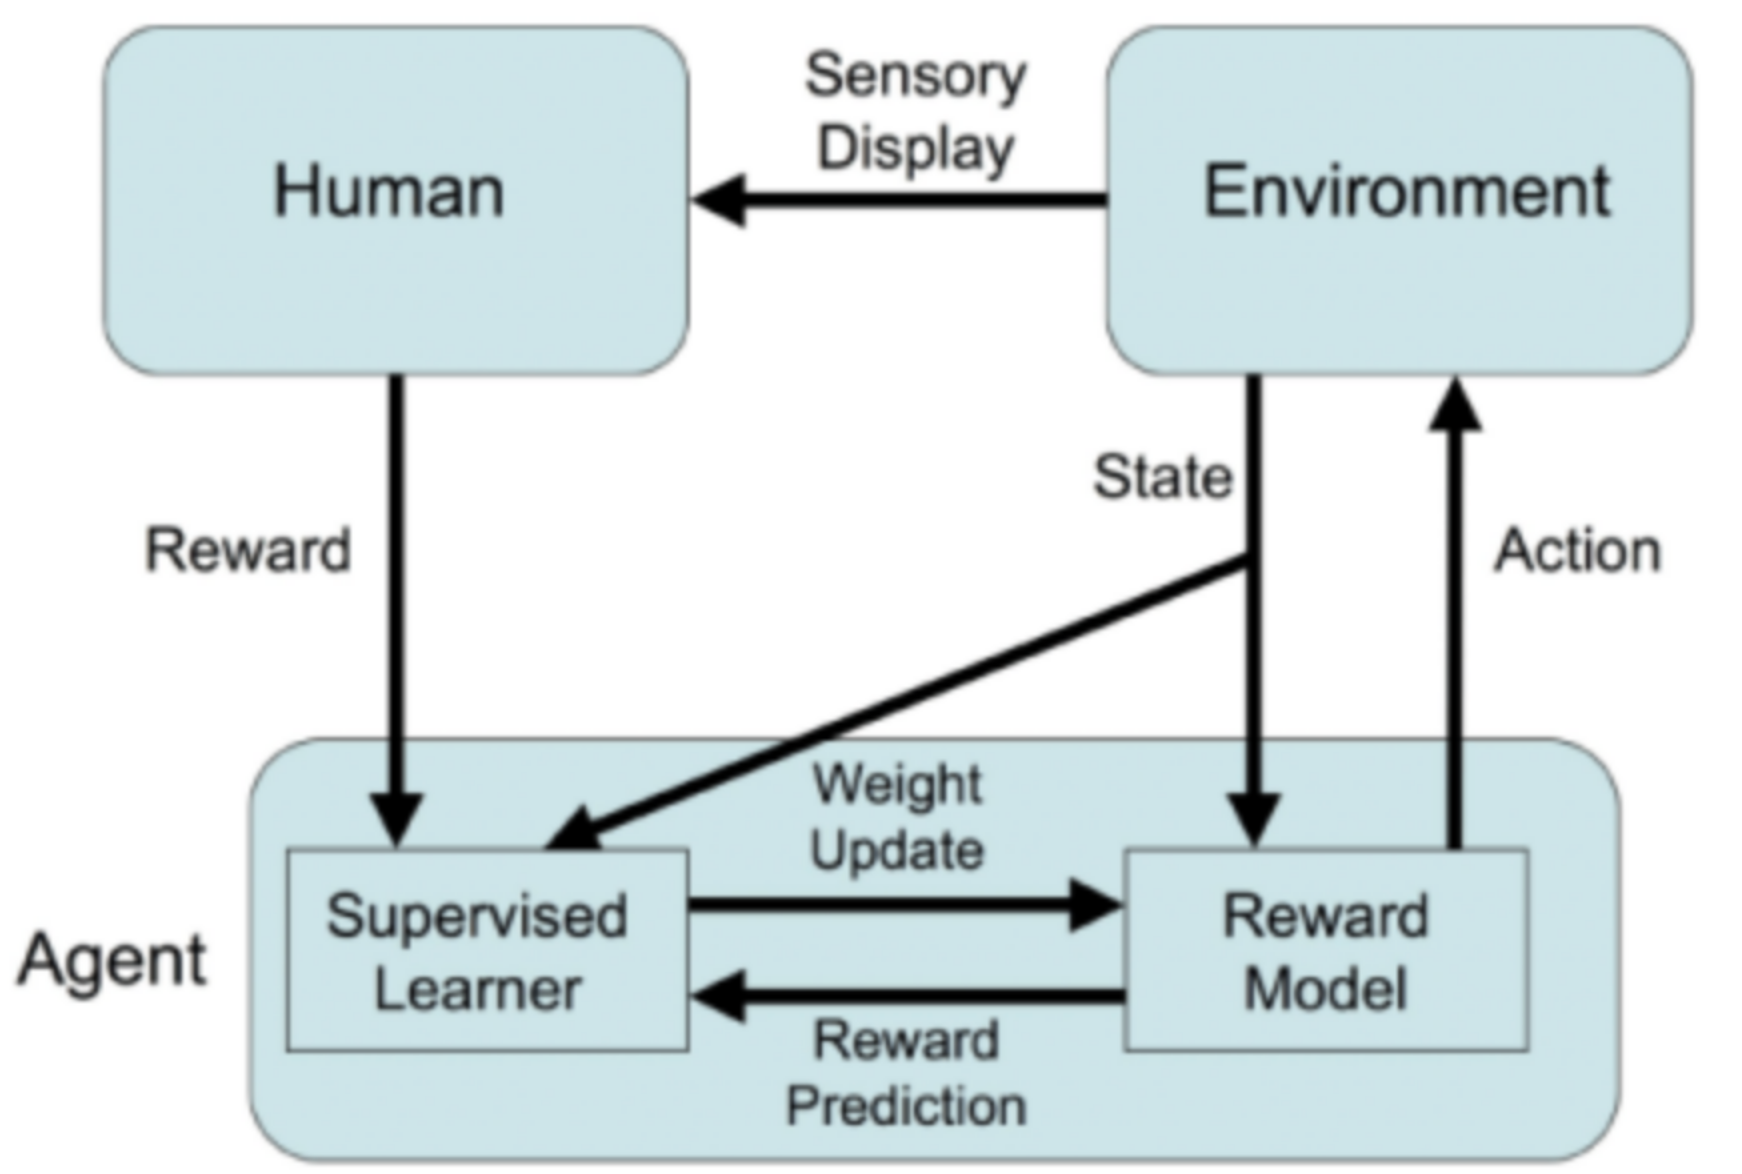 Sensory
Display
Human
Environment
State
Reward
Action
Weight
Update
Supervised
Learner
Reward
Model
Agent
Reward
Prediction